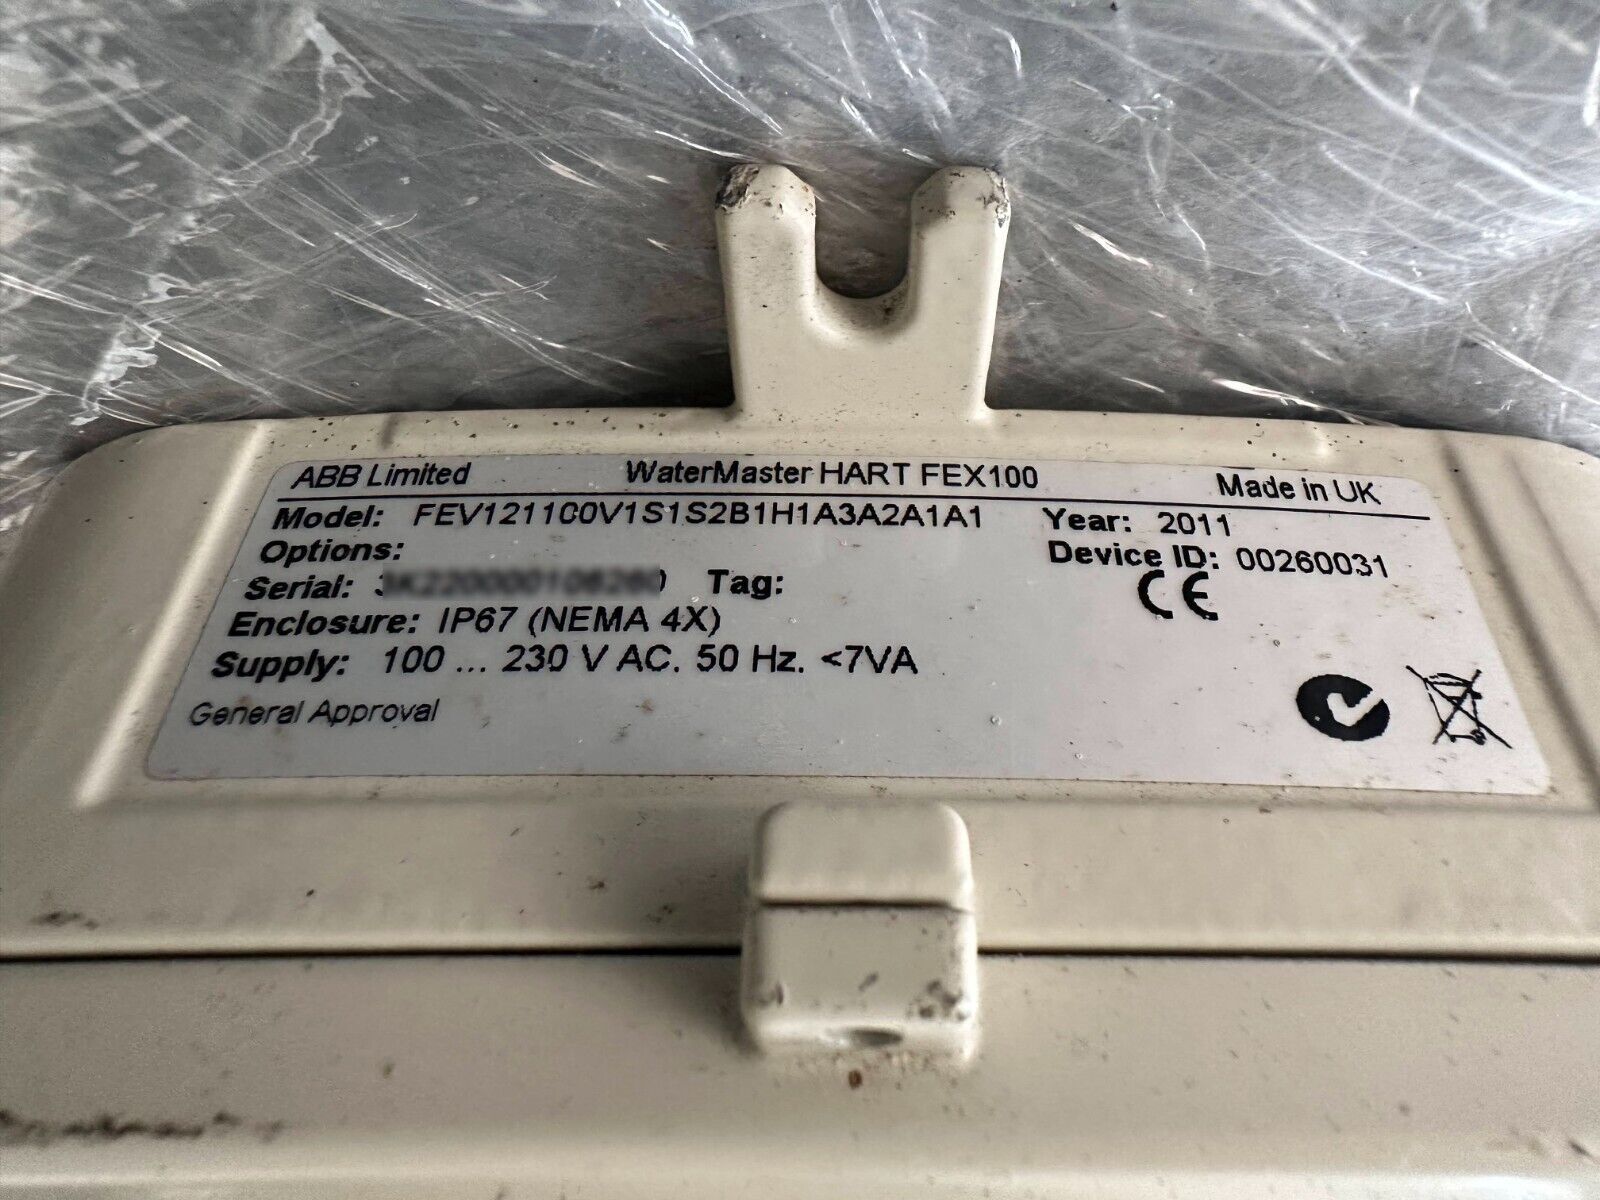 ABB Limited WaterMaster HART FEX100 Made in UK
Model: FEV121100V1S1S2B1H1A3A2A1A1 Year: 2011
Options: Device ID: 00260031
Serial: Tag: CE
Enclosure: IP67 (NEMA 4X)
Supply: 100 ... 230 V AC. 50 Hz. <7VA
General Approval